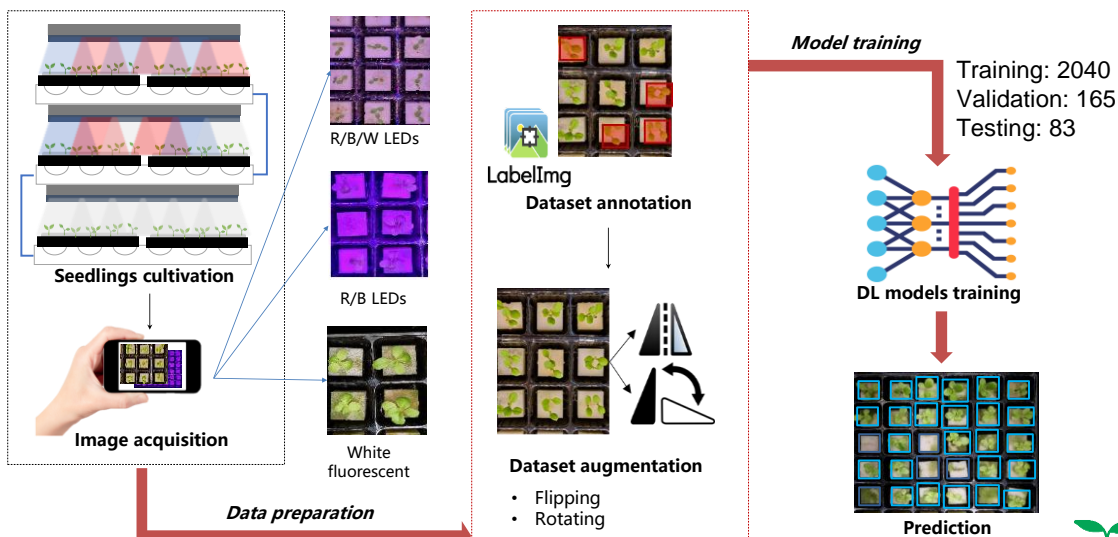 Seedlings cultivation
Image acquisition
R/B/W LEDs
R/B LEDs
White
fluorescent
Data preparation
LabelImg
Dataset annotation
Dataset augmentation
• Flipping
• Rotating
Model training
Training: 2040
Validation: 165
Testing: 83
DL models training
Prediction